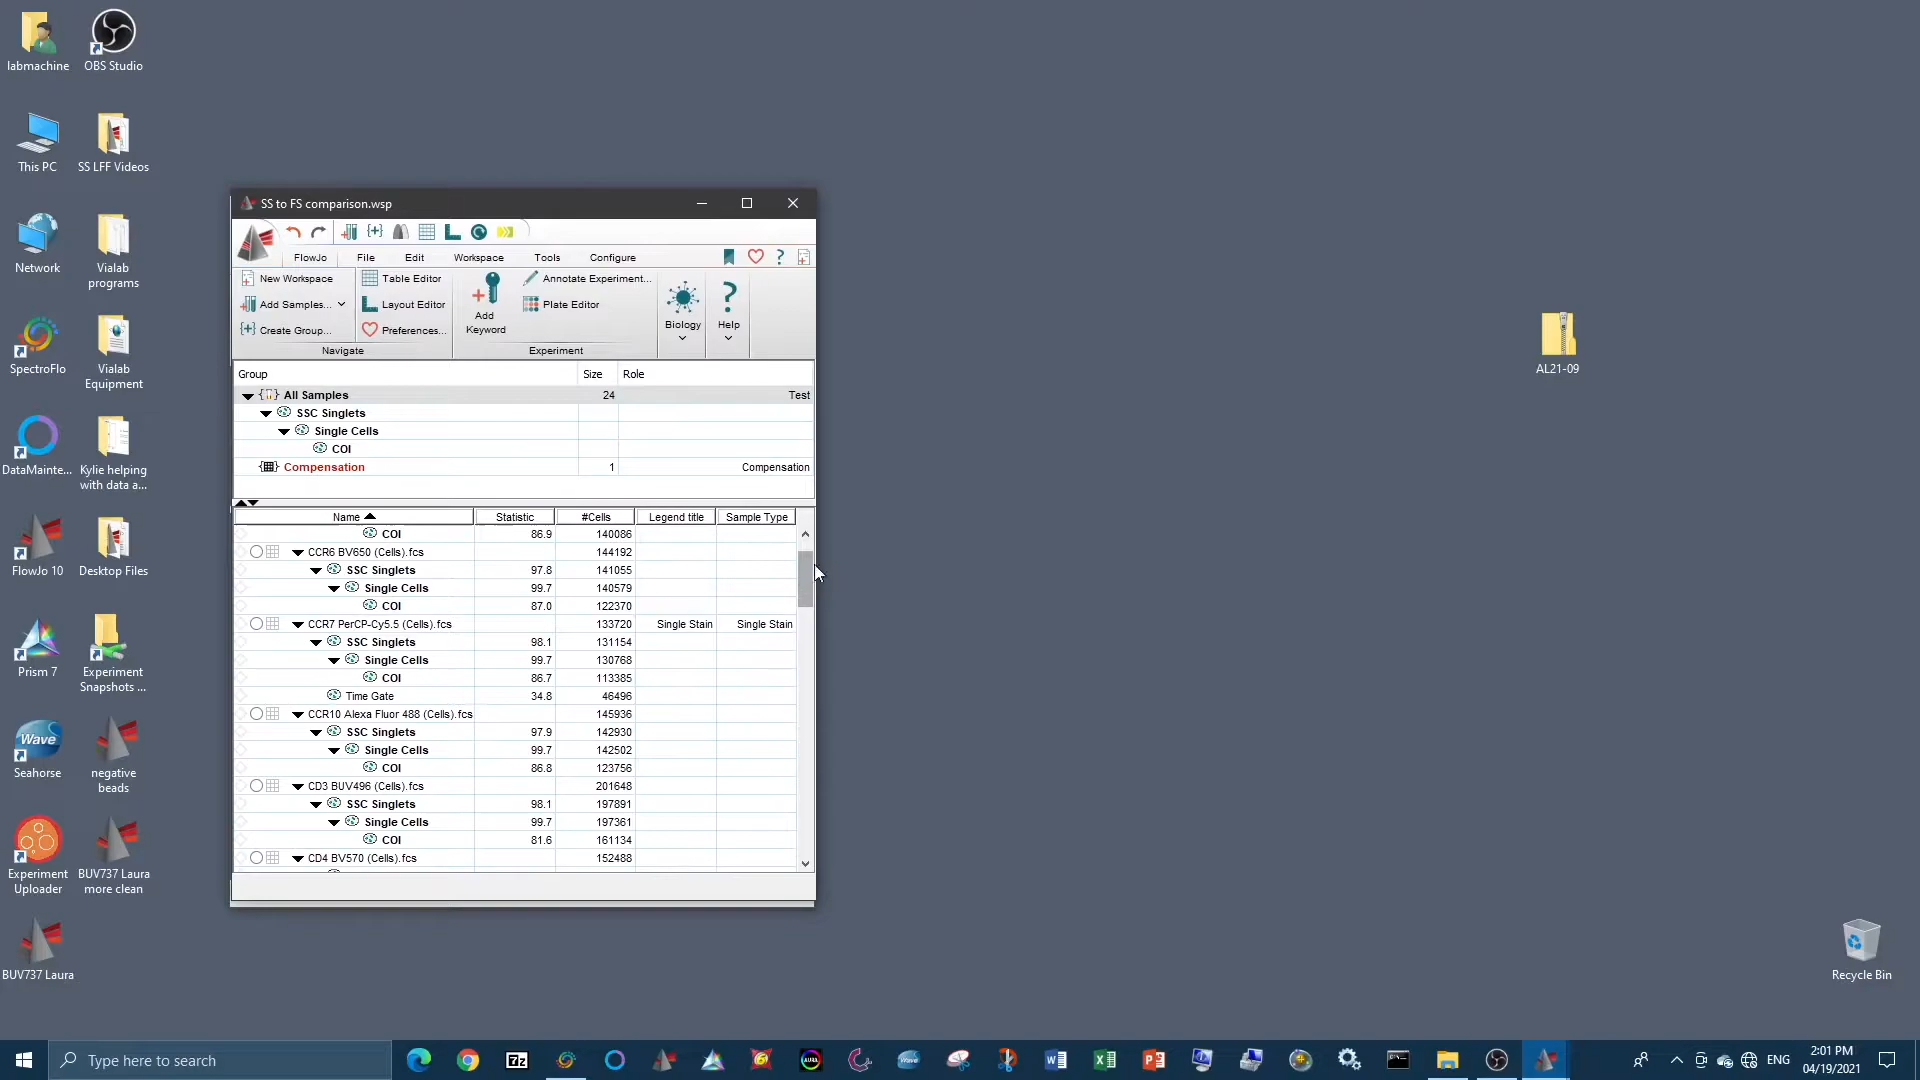 labmachine
OBS Studio
This PC
SS LFF Videos
Network
Vialab
programs
SpectroFlo
Vialab
Equipment
DataMainte...
Kylie helping
with data a...
FlowJo 10
Desktop Files
Prism 7
Experiment
Snapshots ...
Wave
Seahorse
negative
beads
Experiment
Uploader
BUV737 Laura
more clean
BUV737 Laura
AL21-09
Recycle Bin
SS to FS comparison.wsp
FlowJo File Edit Workspace Tools Configure
New Workspace
Add Samples...
Create Group...
Navigate
Table Editor
Layout Editor
Preferences...
Add
Keyword
Annotate Experiment...
Plate Editor
Experiment
Biology
Help
Group Size Role
All Samples 24 Test
SSC Singlets
Single Cells
COI
Compensation 1 Compensation
Name Statistic #Cells Legend title Sample Type
COI 86.9 140086
CCR6 BV650 (Cells).fcs 144192
SSC Singlets 97.8 141055
Single Cells 99.7 140579
COI 87.0 122370
CCR7 PerCP-Cy5.5 (Cells).fcs 133720 Single Stain Single Stain
SSC Singlets 98.1 131154
Single Cells 99.7 130768
COI 86.7 113385
Time Gate 34.8 46496
CCR10 Alexa Fluor 488 (Cells).fcs 145936
SSC Singlets 97.9 142930
Single Cells 99.7 142502
COI 86.8 123756
CD3 BUV496 (Cells).fcs 201648
SSC Singlets 98.1 197891
Single Cells 99.7 197361
COI 81.6 161134
CD4 BV570 (Cells).fcs 152488
Type here to search
7z
AURA
Wave
ENG
2:01 PM
04/19/2021